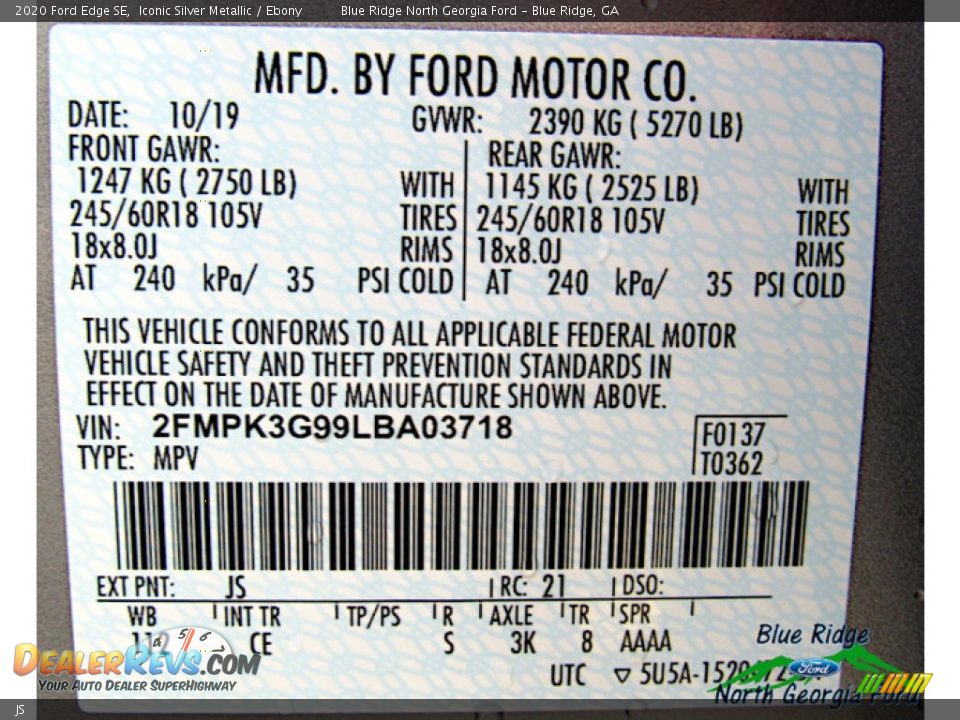 2020 Ford Edge SE, Iconic Silver Metallic / Ebony Blue Ridge North Georgia Ford - Blue Ridge, GA
MFD. BY FORD MOTOR CO.
DATE: 10/19 GVWR: 2390 KG ( 5270 LB)
FRONT GAWR: REAR GAWR:
1247 KG ( 2750 LB) WITH 1145 KG ( 2525 LB) WITH
245/60R18 105V TIRES 245/60R18 105V TIRES
18x8.0J RIMS 18x8.0J RIMS
AT 240 kPa/ 35 PSI COLD AT 240 kPa/ 35 PSI COLD
THIS VEHICLE CONFORMS TO ALL APPLICABLE FEDERAL MOTOR
VEHICLE SAFETY AND THEFT PREVENTION STANDARDS IN
EFFECT ON THE DATE OF MANUFACTURE SHOWN ABOVE.
VIN: 2FMPK3G99LBA03718
F0137
TYPE: MPV T0362
EXT PNT: JS RC: 21 DSO:
WB INT TR TP/PS R AXLE TR SPR
CE S 3K 8 AAAA
UTC
Blue Ridge
Ford
North Georgia Ford
DEALERREVS.COM
YOUR AUTO DEALER SUPERHIGHWAY
JS